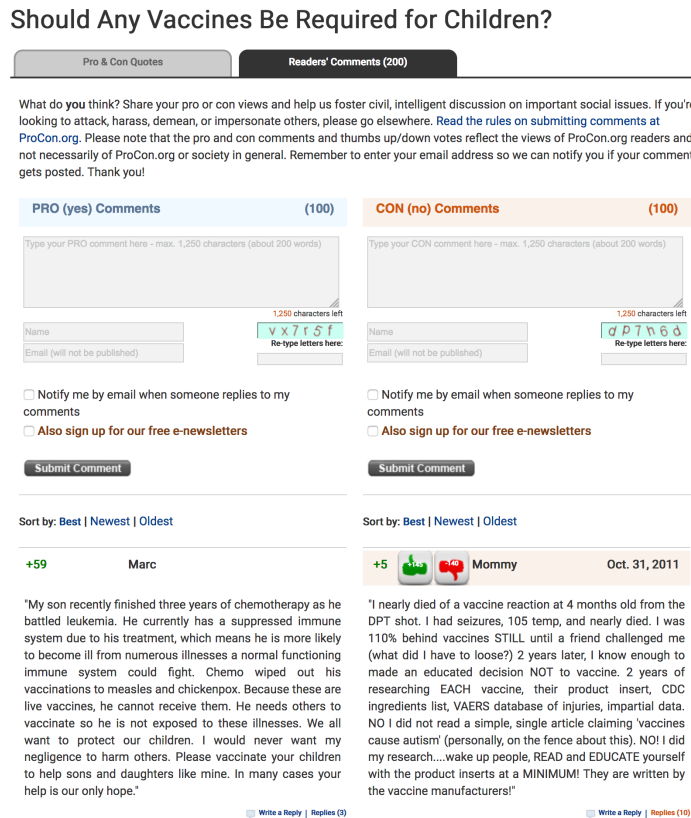 Should Any Vaccines Be Required for Children?
Pro & Con Quotes
Readers' Comments (200)
What do you think? Share your pro or con views and help us foster civil, intelligent discussion on important social issues. If you're
looking to attack, harass, demean, or impersonate others, please go elsewhere. Read the rules on submitting comments at
ProCon.org. Please note that the pro and con comments and thumbs up/down votes reflect the views of ProCon.org readers and
not necessarily of ProCon.org or society in general. Remember to enter your email address so we can notify you if your comment
gets posted. Thank you!
PRO (yes) Comments (100)
Type your PRO comment here - max. 1,250 characters (about 200 words)
1,250 characters left
Name
vx7r5f
Re-type letters here:
Email (will not be published)
Notify me by email when someone replies to my
comments
Also sign up for our free e-newsletters
Submit Comment
Sort by: Best | Newest | Oldest
+59 Marc
"My son recently finished three years of chemotherapy as he
battled leukemia. He currently has a suppressed immune
system due to his treatment, which means he is more likely
to become ill from numerous illnesses a normal functioning
immune system could fight. Chemo wiped out his
vaccinations to measles and chickenpox. Because these are
live vaccines, he cannot receive them. He needs others to
vaccinate so he is not exposed to these illnesses. We all
want to protect our children. I would never want my
negligence to harm others. Please vaccinate your children
to help sons and daughters like mine. In many cases your
help is our only hope."
Write a Reply | Replies (3)
CON (no) Comments (100)
Type your CON comment here - max. 1,250 characters (about 200 words)
1,250 characters left
Name
dp7h6d
Re-type letters here:
Email (will not be published)
Notify me by email when someone replies to my
comments
Also sign up for our free e-newsletters
Submit Comment
Sort by: Best | Newest | Oldest
+5 +145 -140 Mommy Oct. 31, 2011
"I nearly died of a vaccine reaction at 4 months old from the
DPT shot. I had seizures, 105 temp, and nearly died. I was
110% behind vaccines STILL until a friend challenged me
(what did I have to loose?) 2 years later, I know enough to
made an educated decision NOT to vaccine. 2 years of
researching EACH vaccine, their product insert, CDC
ingredients list, VAERS database of injuries, impartial data.
NO I did not read a simple, single article claiming 'vaccines
cause autism' (personally, on the fence about this). NO! I did
my research....wake up people, READ and EDUCATE yourself
with the product inserts at a MINIMUM! They are written by
the vaccine manufacturers!"
Write a Reply | Replies (10)